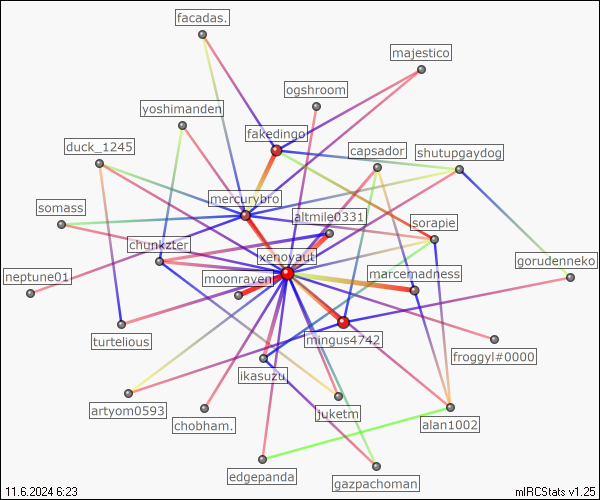 facadas.
majestico
ogshroom
yoshimanden
fakedingo
duck_1245
capsador
shutupgaydog
mercurybro
somass
altmile0331
sorapie
chunkzter
xenoyaut
gorudenneko
neptune01
moonraven
marcemadness
turtelious
mingus4742
froggyl#0000
ikasuzu
artyom0593
juketm
chobham.
alan1002
edgepanda
gazpachoman
11.6.2024 6:23
mIRCStats v1.25